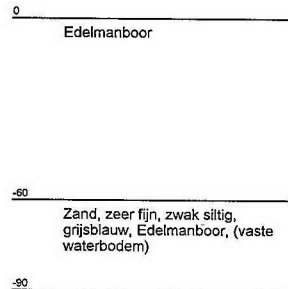 0
Edelmanboor
-60
Zand, zeer fijn, zwak siltig,
grijsblauw, Edelmanboor, (vaste
waterbodem)
-90